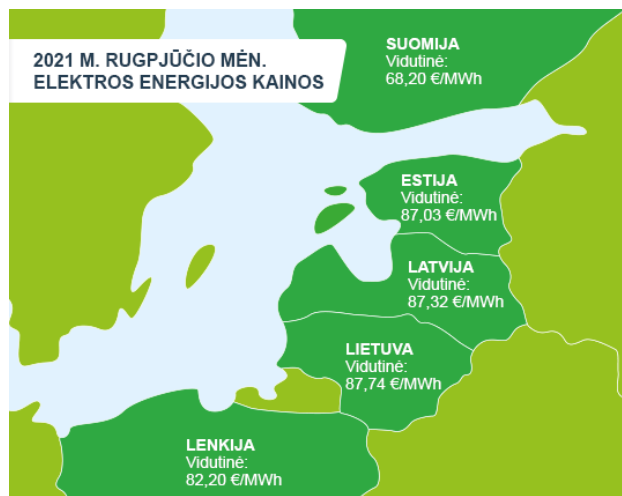 2021 M. RUGPJŪČIO MĖN.
ELEKTROS ENERGIJOS KAINOS
SUOMIJA
Vidutinė:
68,20 €/MWh
ESTIJA
Vidutinė:
87,03 €/MWh
LATVIJA
Vidutinė:
87,32 €/MWh
LIETUVA
Vidutinė:
87,74 €/MWh
LENKIJA
Vidutinė:
82,20 €/MWh